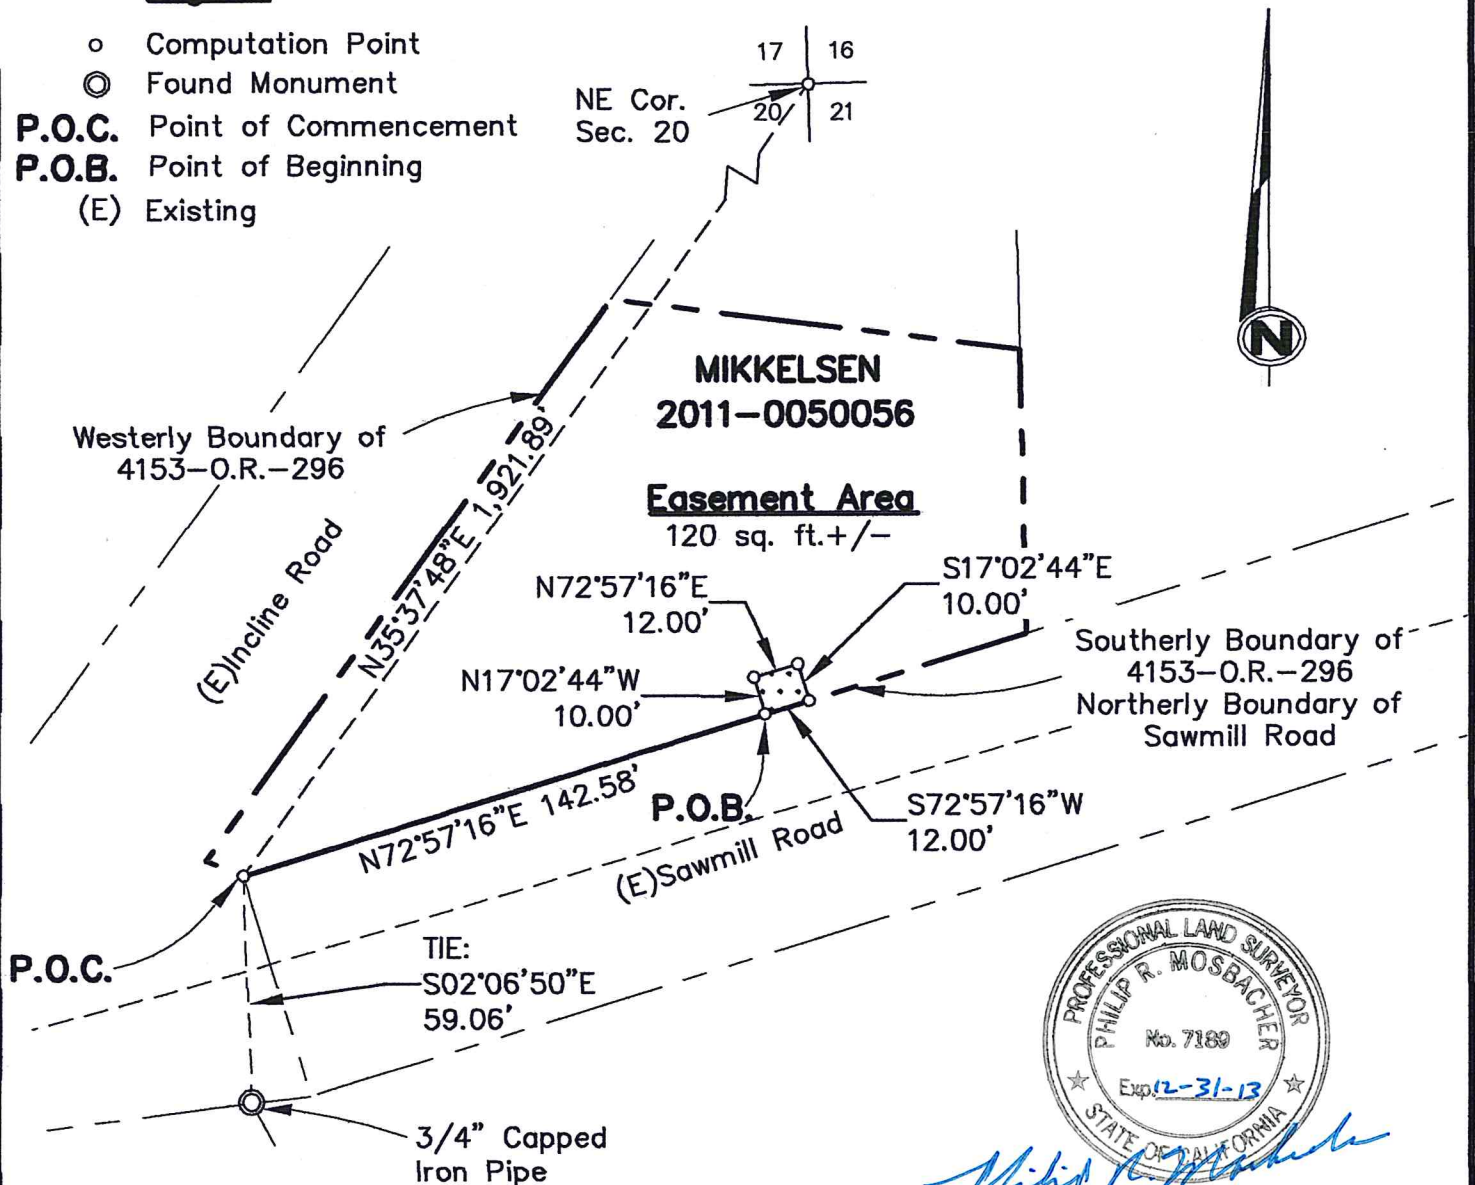 Computation Point
Found Monument
P.O.C. Point of Commencement
P.O.B. Point of Beginning
(E) Existing
17 16
20 21
NE Cor.
Sec. 20
N
MIKKELSEN
2011-0050056
Westerly Boundary of
4153-O.R.-296
N35°37'48"E 1,921.89'
(E)Incline Road
Easement Area
120 sq. ft.+/-
N72°57'16"E
12.00'
S17°02'44"E
10.00'
N17°02'44"W
10.00'
Southerly Boundary of
4153-O.R.-296
Northerly Boundary of
Sawmill Road
N72°57'16"E 142.58'
P.O.B.
S72°57'16"W
12.00'
(E)Sawmill Road
P.O.C.
TIE:
S02°06'50"E
59.06'
3/4" Capped
Iron Pipe
PROFESSIONAL LAND SURVEYOR
PHILIP R. MOSBACHER
No. 7189
Exp. 12-31-13
STATE OF CALIFORNIA